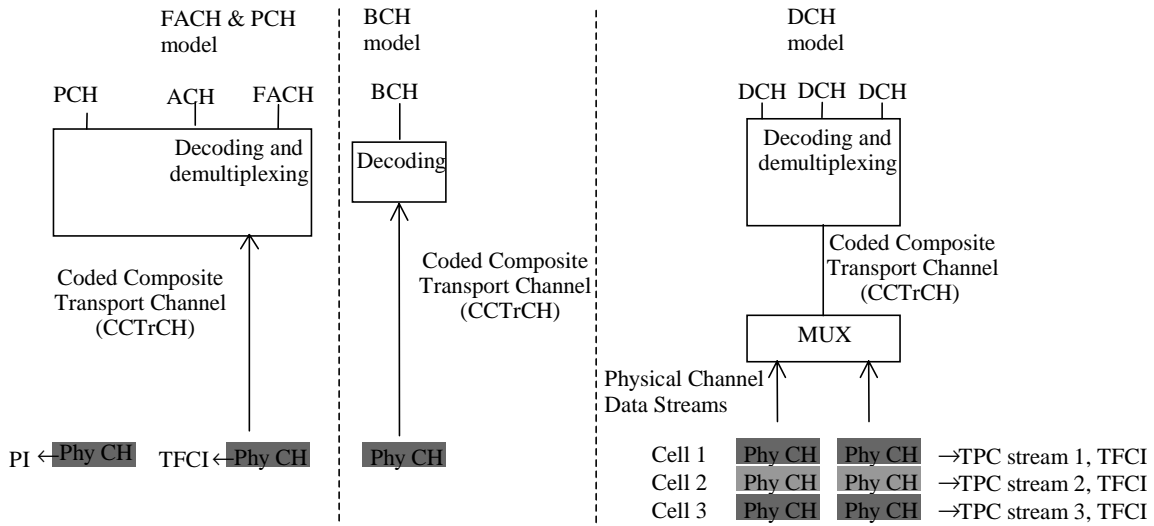 FACH & PCH
model
PCH
ACH
FACH
Decoding and
demultiplexing
Coded Composite
Transport Channel
(CCTrCH)
PI ← Phy CH
TFCI ← Phy CH
BCH
model
BCH
Decoding
Coded Composite
Transport Channel
(CCTrCH)
Phy CH
DCH
model
DCH DCH DCH
Decoding and
demultiplexing
Coded Composite
Transport Channel
(CCTrCH)
MUX
Physical Channel
Data Streams
Cell 1 Phy CH Phy CH →TPC stream 1, TFCI
Cell 2 Phy CH Phy CH →TPC stream 2, TFCI
Cell 3 Phy CH Phy CH →TPC stream 3, TFCI